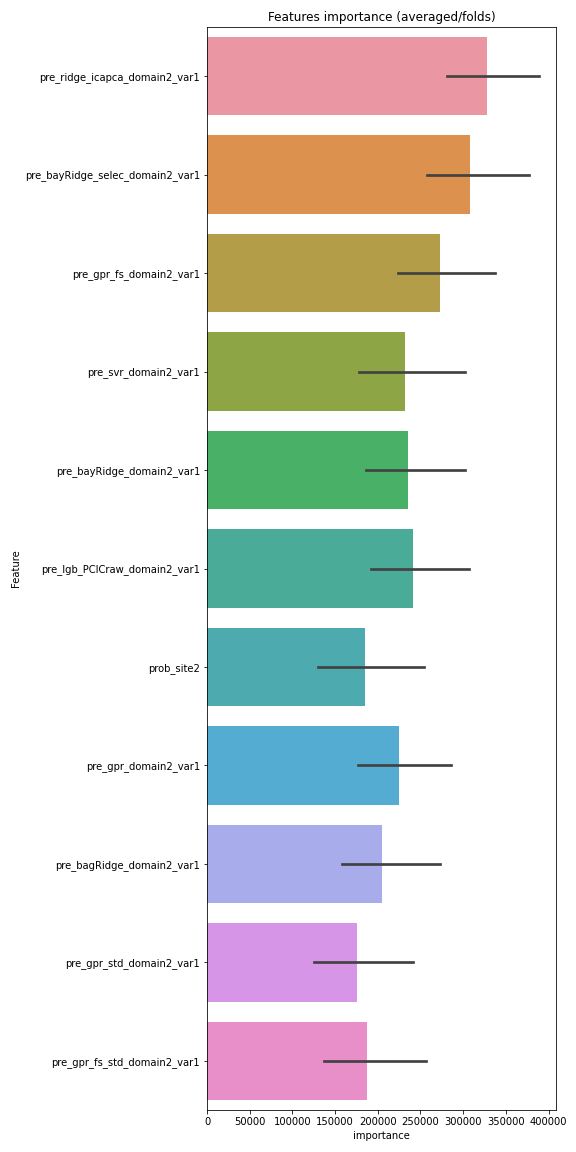 Features importance (averaged/folds)
pre_ridge_icapca_domain2_var1
pre_bayRidge_selec_domain2_var1
pre_gpr_fs_domain2_var1
pre_svr_domain2_var1
pre_bayRidge_domain2_var1
pre_lgb_PCICraw_domain2_var1
prob_site2
pre_gpr_domain2_var1
pre_bagRidge_domain2_var1
pre_gpr_std_domain2_var1
pre_gpr_fs_std_domain2_var1
Feature
0 50000 100000 150000 200000 250000 300000 350000 400000
importance